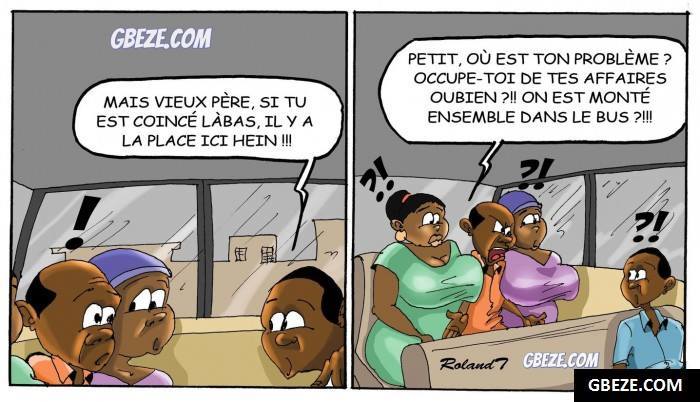 GBEZE.COM
MAIS VIEUX PÈRE, SI TU
EST COINCÉ LÀBAS, IL Y A
LA PLACE ICI HEIN !!!
!
PETIT, OÙ EST TON PROBLÈME ?
OCCUPE-TOI DE TES AFFAIRES
OUBIEN ?!! ON EST MONTÉ
ENSEMBLE DANS LE BUS ?!!!
?!
?!
?!
Roland T
GBEZE.COM
GBEZE.COM